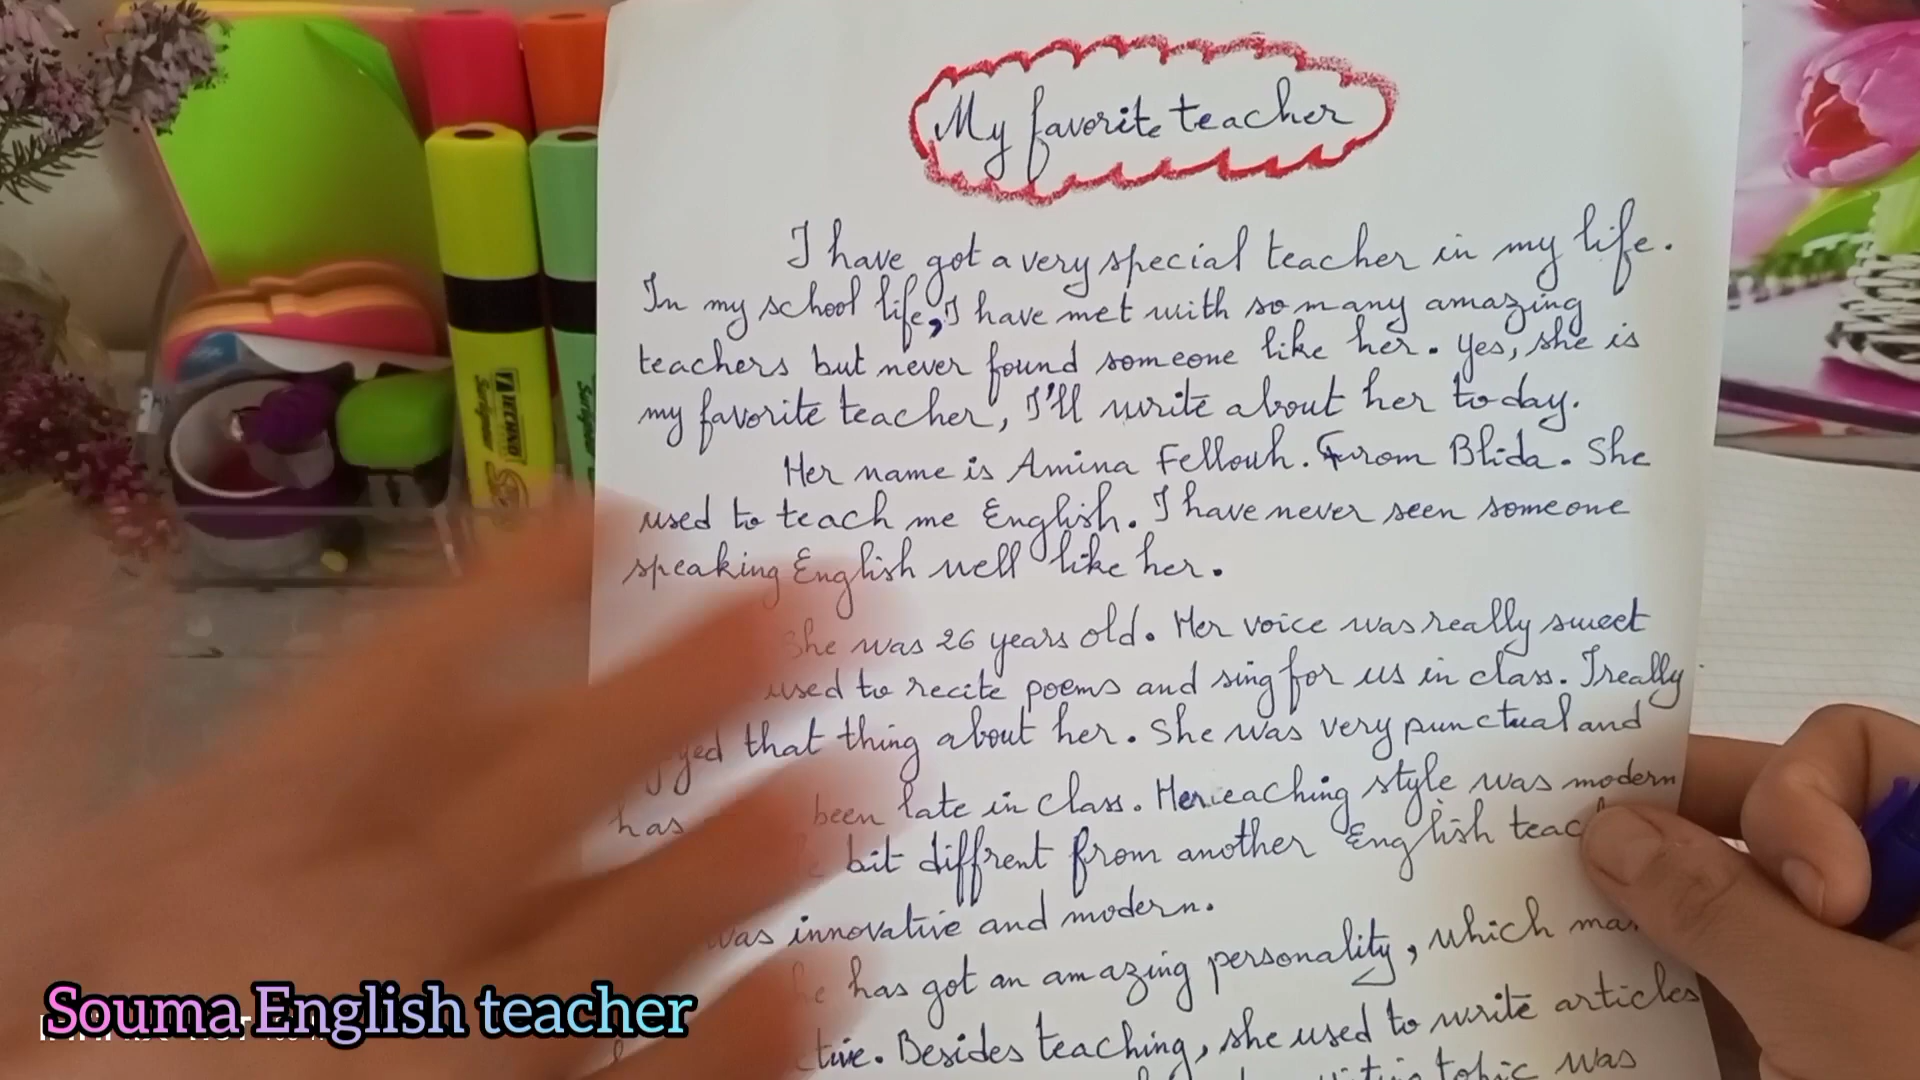 My favorite teacher
I have got a very special teacher in my life.
In my school life, I have met with so many amazing
teachers but never found someone like her. Yes, she is
my favorite teacher, I'll write about her today.
Her name is Amina Fellouh. From Blida. She
used to teach me English. I have never seen someone
speaking English well like her.
She was 26 years old. Her voice was really sweet
used to recite poems and sing for us in class. I really
that thing about her. She was very punctual and
has been late in class. Her teaching style was modern
bit diffrent from another English
was innovative and modern.
has got an amazing personality, which
Besides teaching, she used to write articles
topic was
Souma English teacher